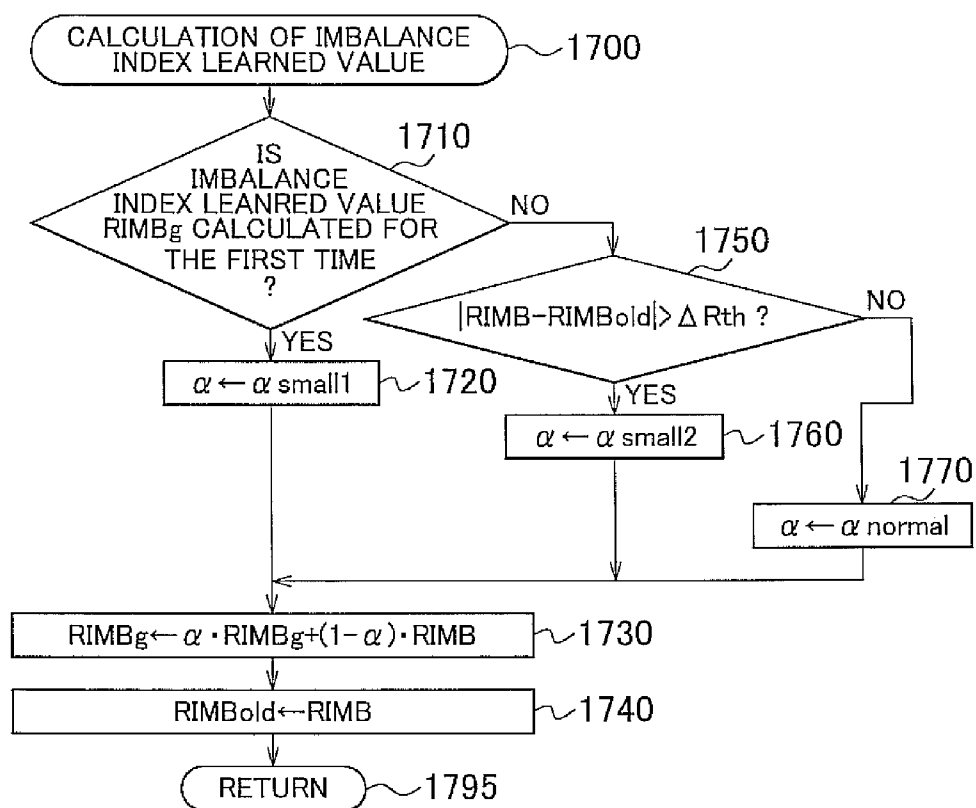 CALCULATION OF IMBALANCE
INDEX LEARNED VALUE
1700
1710
IS
IMBALANCE
INDEX LEANRED VALUE
RIMBg CALCULATED FOR
THE FIRST TIME
?
NO
1750
|RIMB-RIMBold|> Δ Rth ?
NO
YES
α ← α small1
1720
YES
α ← α small2
1760
1770
α ← α normal
RIMBg←α・RIMBg+(1-α)・RIMB
1730
RIMBold←RIMB
1740
RETURN
1795